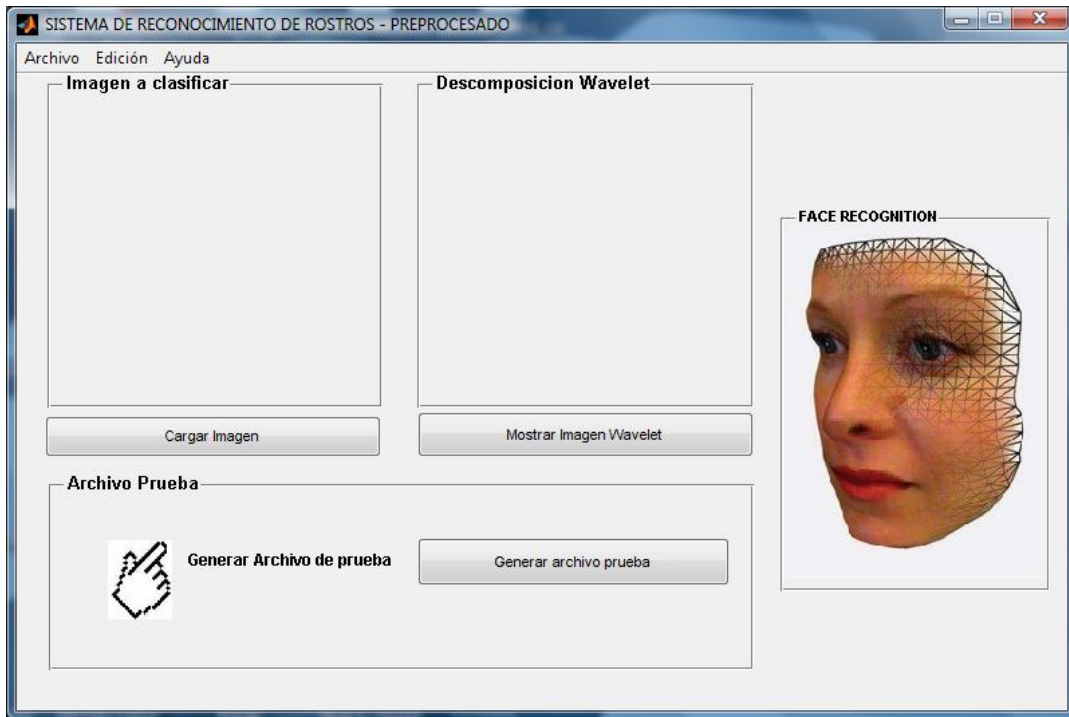 SISTEMA DE RECONOCIMIENTO DE ROSTROS - PREPROCESADO
Archivo Edición Ayuda
Imagen a clasificar
Descomposicion Wavelet
FACE RECOGNITION
Cargar Imagen
Mostrar Imagen Wavelet
Archivo Prueba
Generar Archivo de prueba
Generar archivo prueba